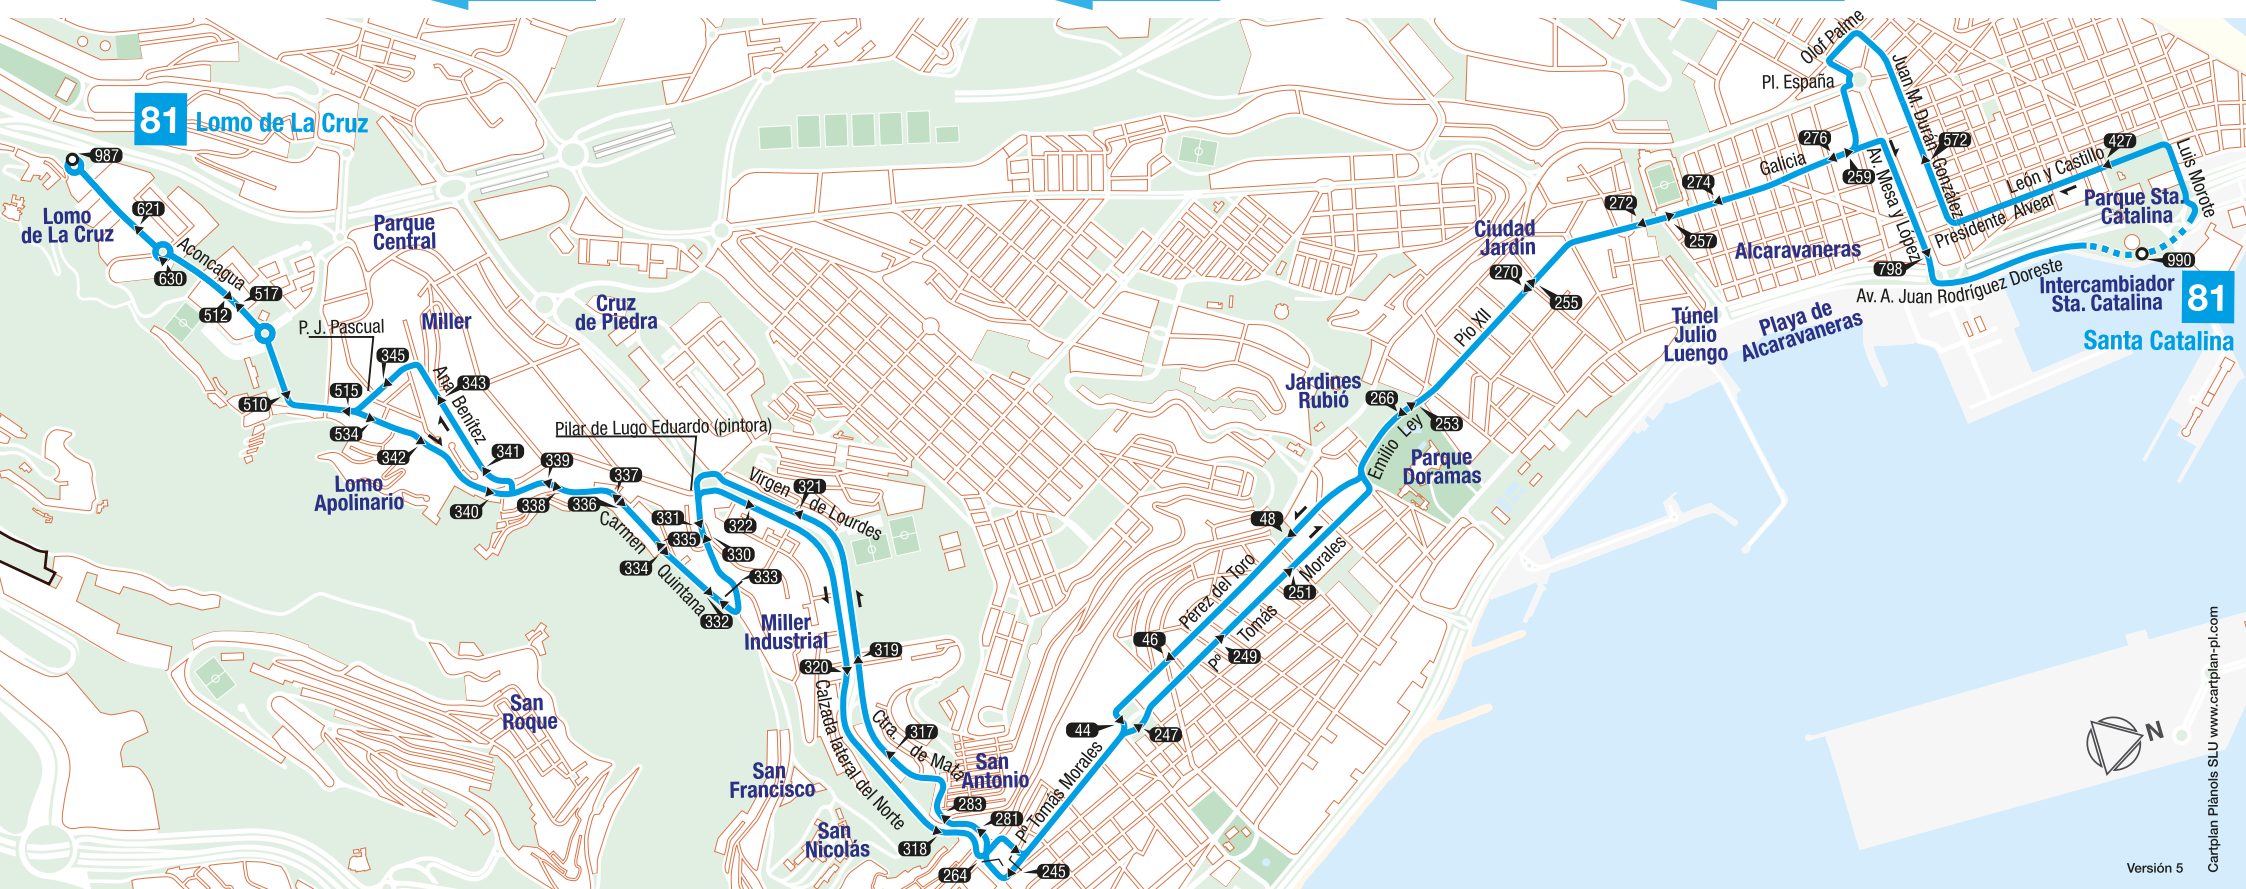 81 Lomo de La Cruz
987
Lomo
de La Cruz
621
630
Aconcagua
517
512
Parque
Central
P. J. Pascual
Miller
345
343
Ana Benítez
515
510
534
342
341
Lomo
Apolinario
340
339
338
337
336
Carmen
Quintana
334
335
331
330
333
332
Cruz
de Piedra
Pilar de Lugo Eduardo (pintora)
Virgen de Lourdes
321
322
Miller
Industrial
319
320
Calzada lateral del Norte
Ctra. de Mata
317
San
Antonio
283
281
318
264
245
San
Roque
San
Francisco
San
Nicolás
Pº Tomás Morales
44
247
46
249
Pérez del Toro
Pº Tomás Morales
251
48
Emilio Ley
Parque
Doramas
Jardines
Rubió
266
253
Pio XII
Ciudad
Jardín
270
255
272
257
274
Galicia
276
259
Alcaravaneras
Túnel
Julio
Luengo
Playa de
Alcaravaneras
Pl. España
Olof Palme
Juan M. Durán González
572
Av. Mesa y López
798
Presidente Alvear
León y Castillo
427
Luis Morote
Parque Sta.
Catalina
990
Av. A. Juan Rodríguez Doreste
Intercambiador
Sta. Catalina
81
Santa Catalina
N
Versión 5
Cartplan Plànols SLU www.cartplan-pl.com